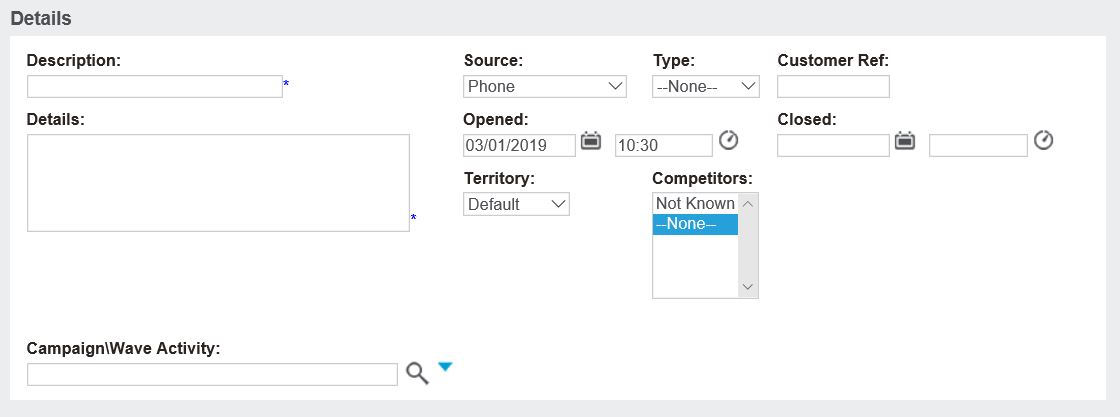 Details
Description: Source: Type: Customer Ref:
* Phone --None--
Details: Opened: Closed:
03/01/2019 10:30
Territory: Competitors:
Default Not Known
* --None--
Campaign\Wave Activity: